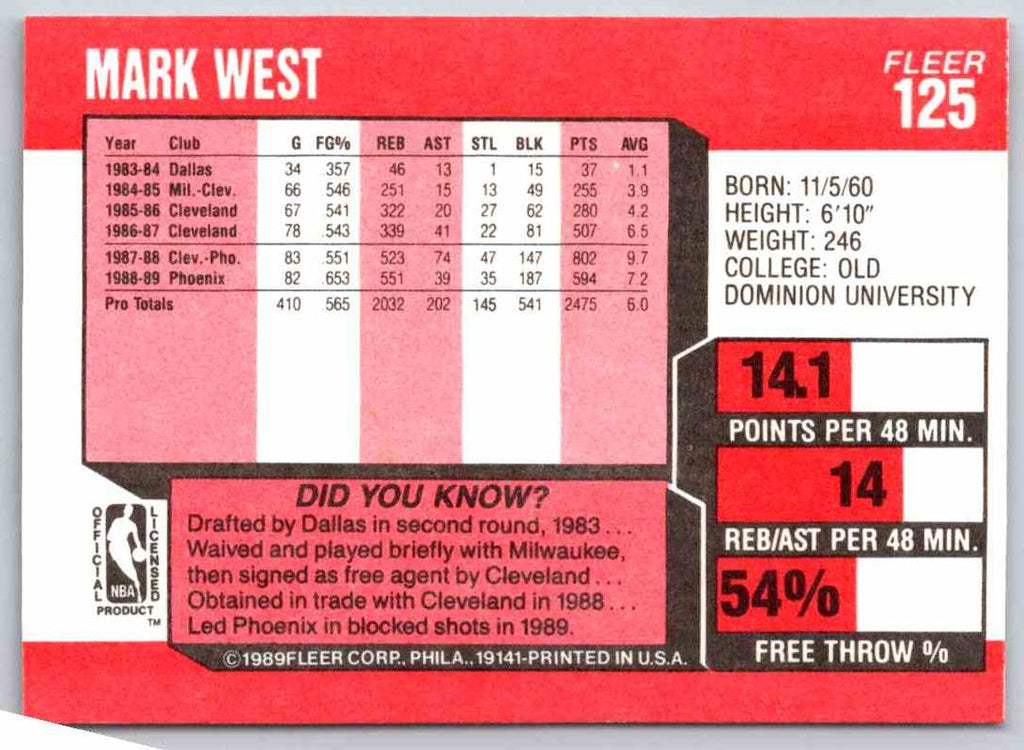 MARK WEST
FLEER
125
Year Club G FG% REB AST STL BLK PTS AVG
1983-84 Dallas 34 .357 46 13 1 15 37 1.1
1984-85 Mil.-Clev. 66 .546 251 15 13 49 255 3.9
1985-86 Cleveland 67 .541 322 20 27 62 280 4.2
1986-87 Cleveland 78 .543 339 41 22 81 507 6.5
1987-88 Clev.-Pho. 83 .551 523 74 47 147 802 9.7
1988-89 Phoenix 82 .653 551 39 35 187 594 7.2
Pro Totals 410 .565 2032 202 145 541 2475 6.0
BORN: 11/5/60
HEIGHT: 6'10"
WEIGHT: 246
COLLEGE: OLD
DOMINION UNIVERSITY
14.1
POINTS PER 48 MIN.
14
REB/AST PER 48 MIN.
54%
FREE THROW %
DID YOU KNOW?
Drafted by Dallas in second round, 1983 . . .
Waived and played briefly with Milwaukee,
then signed as free agent by Cleveland . . .
Obtained in trade with Cleveland in 1988 . . .
Led Phoenix in blocked shots in 1989.
OFFICIAL
LICENSED
NBA
PRODUCT
TM
©1989FLEER CORP., PHILA., 19141-PRINTED IN U.S.A.